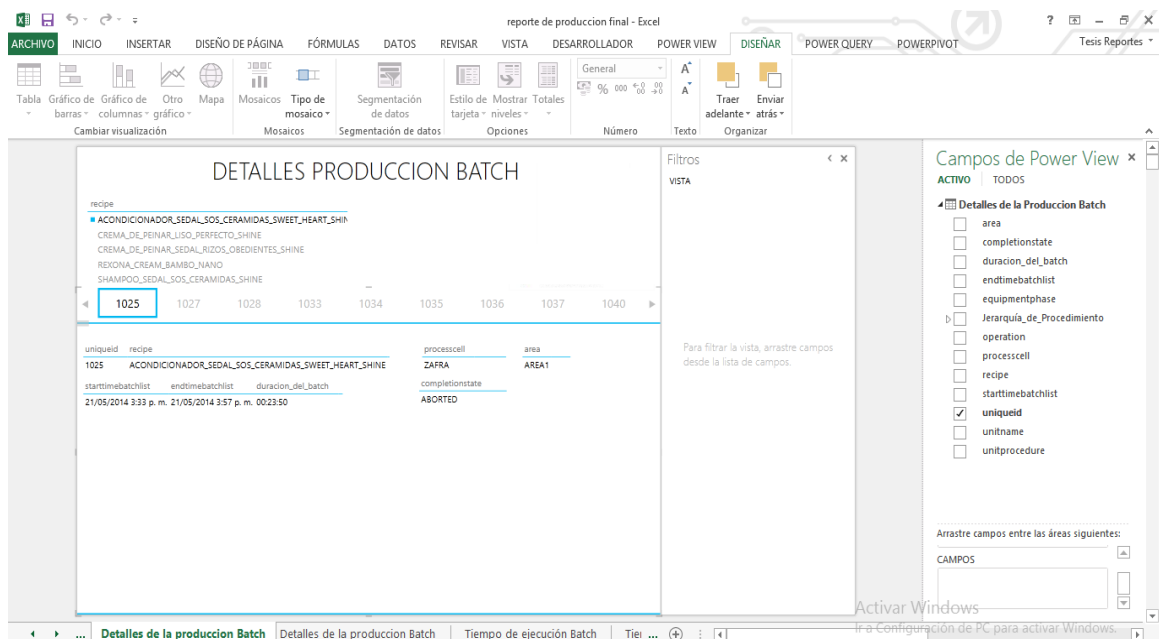 reporte de produccion final - Excel
ARCHIVO INICIO INSERTAR DISEÑO DE PÁGINA FÓRMULAS DATOS REVISAR VISTA DESARROLLADOR POWER VIEW DISEÑAR POWER QUERY POWERPIVOT Tesis Reportes
Tabla Gráfico de barras Gráfico de columnas Otro gráfico Mapa Mosaicos Tipo de mosaico Segmentación de datos Estilo de tarjeta Mostrar niveles Totales General % 000 Traer adelante Enviar atrás
Cambiar visualización Mosaicos Segmentación de datos Opciones Número Texto Organizar
DETALLES PRODUCCION BATCH
recipe
ACONDICIONADOR_SEDAL_SOS_CERAMIDAS_SWEET_HEART_SHIN
CREMA_DE_PEINAR_LISO_PERFECTO_SHINE
CREMA_DE_PEINAR_SEDAL_RIZOS_OBEDIENTES_SHINE
REXONA_CREAM_BAMBO_NANO
SHAMPOO_SEDAL_SOS_CERAMIDAS_SHINE
1025 1027 1028 1033 1034 1035 1036 1037 1040
uniqueid recipe processcell area
1025 ACONDICIONADOR_SEDAL_SOS_CERAMIDAS_SWEET_HEART_SHINE ZAFRA AREA1
starttimebatchlist endtimebatchlist duracion_del_batch completionstate
21/05/2014 3:33 p. m. 21/05/2014 3:57 p. m. 00:23:50 ABORTED
Filtros
VISTA
Para filtrar la vista, arrastre campos
desde la lista de campos.
Campos de Power View
ACTIVO TODOS
Detalles de la Produccion Batch
area
completionstate
duracion_del_batch
endtimebatchlist
equipmentphase
Jerarquía_de_Procedimiento
operation
processcell
recipe
starttimebatchlist
uniqueid
unitname
unitprocedure
Arrastre campos entre las áreas siguientes:
CAMPOS
Activar Windows
Ir a Configuración de PC para activar Windows.
... Detalles de la produccion Batch Detalles de la produccion Batch Tiempo de ejecución Batch Tie ...